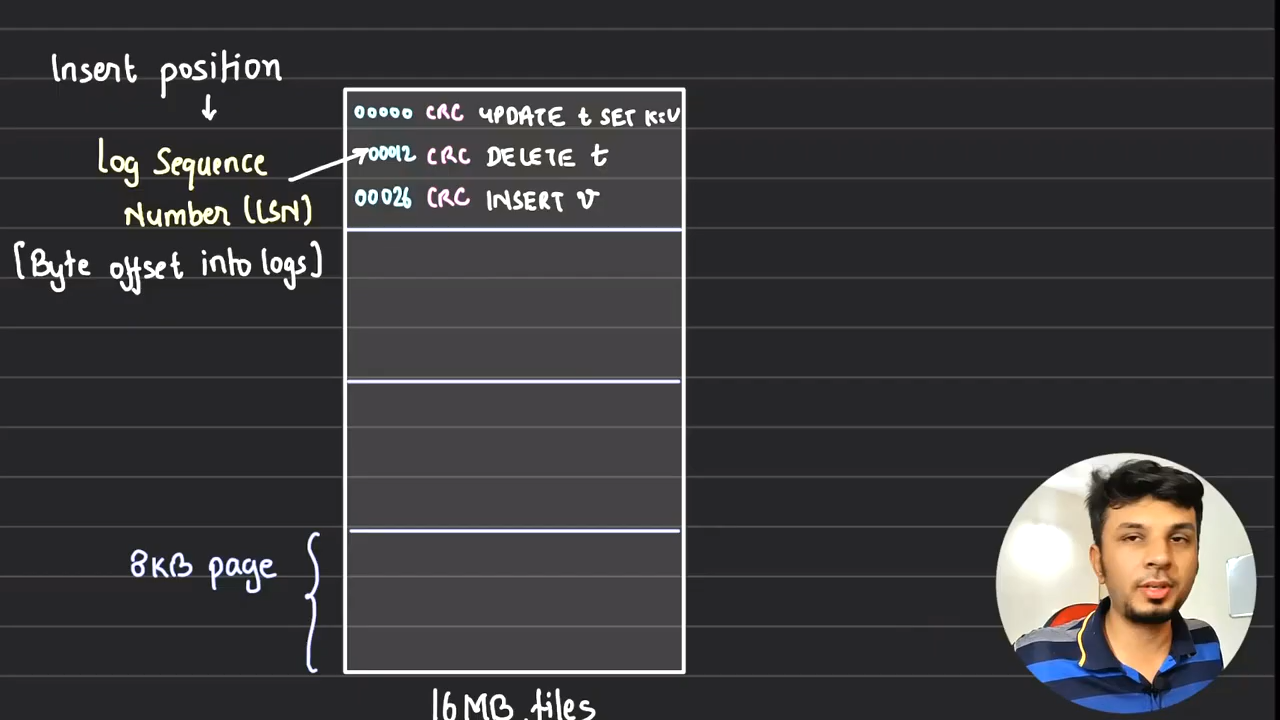 Insert position
↓
Log Sequence
Number (LSN)
[Byte offset into logs]
00000 CRC UPDATE t SET K=V
00012 CRC DELETE t
00026 CRC INSERT v
8KB page
16MB files